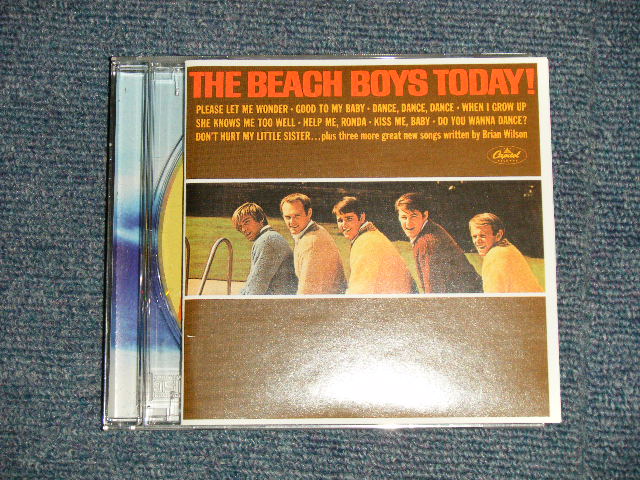 THE BEACH BOYS TODAY!
PLEASE LET ME WONDER • GOOD TO MY BABY • DANCE, DANCE, DANCE • WHEN I GROW UP
SHE KNOWS ME TOO WELL • HELP ME, RONDA • KISS ME, BABY • DO YOU WANNA DANCE?
DON'T HURT MY LITTLE SISTER...plus three more great new songs written by Brian Wilson
Capitol